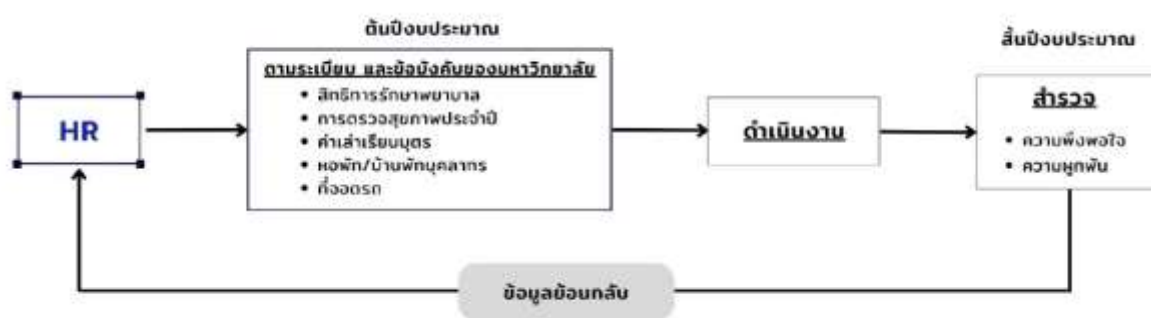 ต้นปีงบประมาณ
สิ้นปีงบประมาณ
HR
ตามระเบียบ และข้อบังคับของมหาวิทยาลัย
• สิทธิการรักษาพยาบาล
• การตรวจสุขภาพประจำปี
• ค่าเล่าเรียนบุตร
• หอพัก/บ้านพักบุคลากร
• ที่จอดรถ
ดำเนินงาน
สำรวจ
• ความพึงพอใจ
• ความผูกพัน
ข้อมูลย้อนกลับ